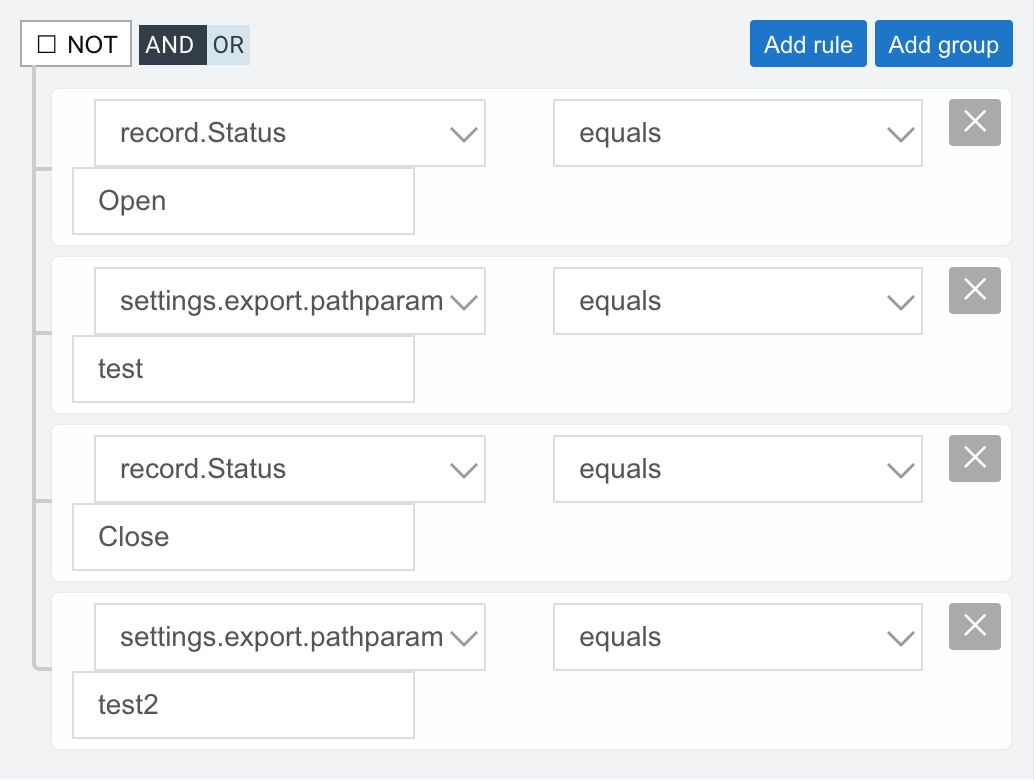 NOT AND OR Add rule Add group
record.Status equals
Open
settings.export.pathparam equals
test
record.Status equals
Close
settings.export.pathparam equals
test2